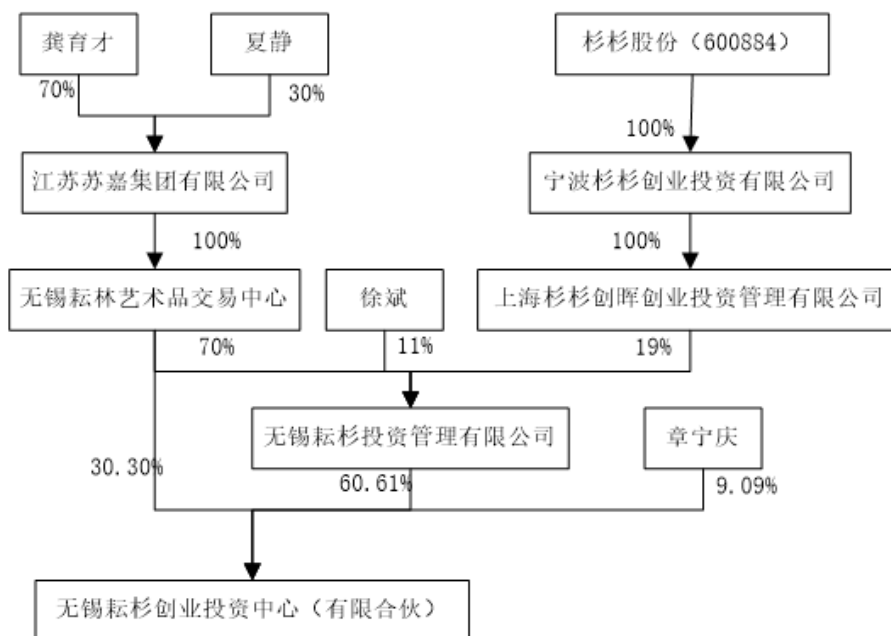 龚育才
夏静
杉杉股份（600884）
70%
30%
100%
江苏苏嘉集团有限公司
宁波杉杉创业投资有限公司
100%
100%
无锡耘林艺术品交易中心
徐斌
上海杉杉创晖创业投资管理有限公司
70%
11%
19%
无锡耘杉投资管理有限公司
章宁庆
30.30%
60.61%
9.09%
无锡耘杉创业投资中心（有限合伙）